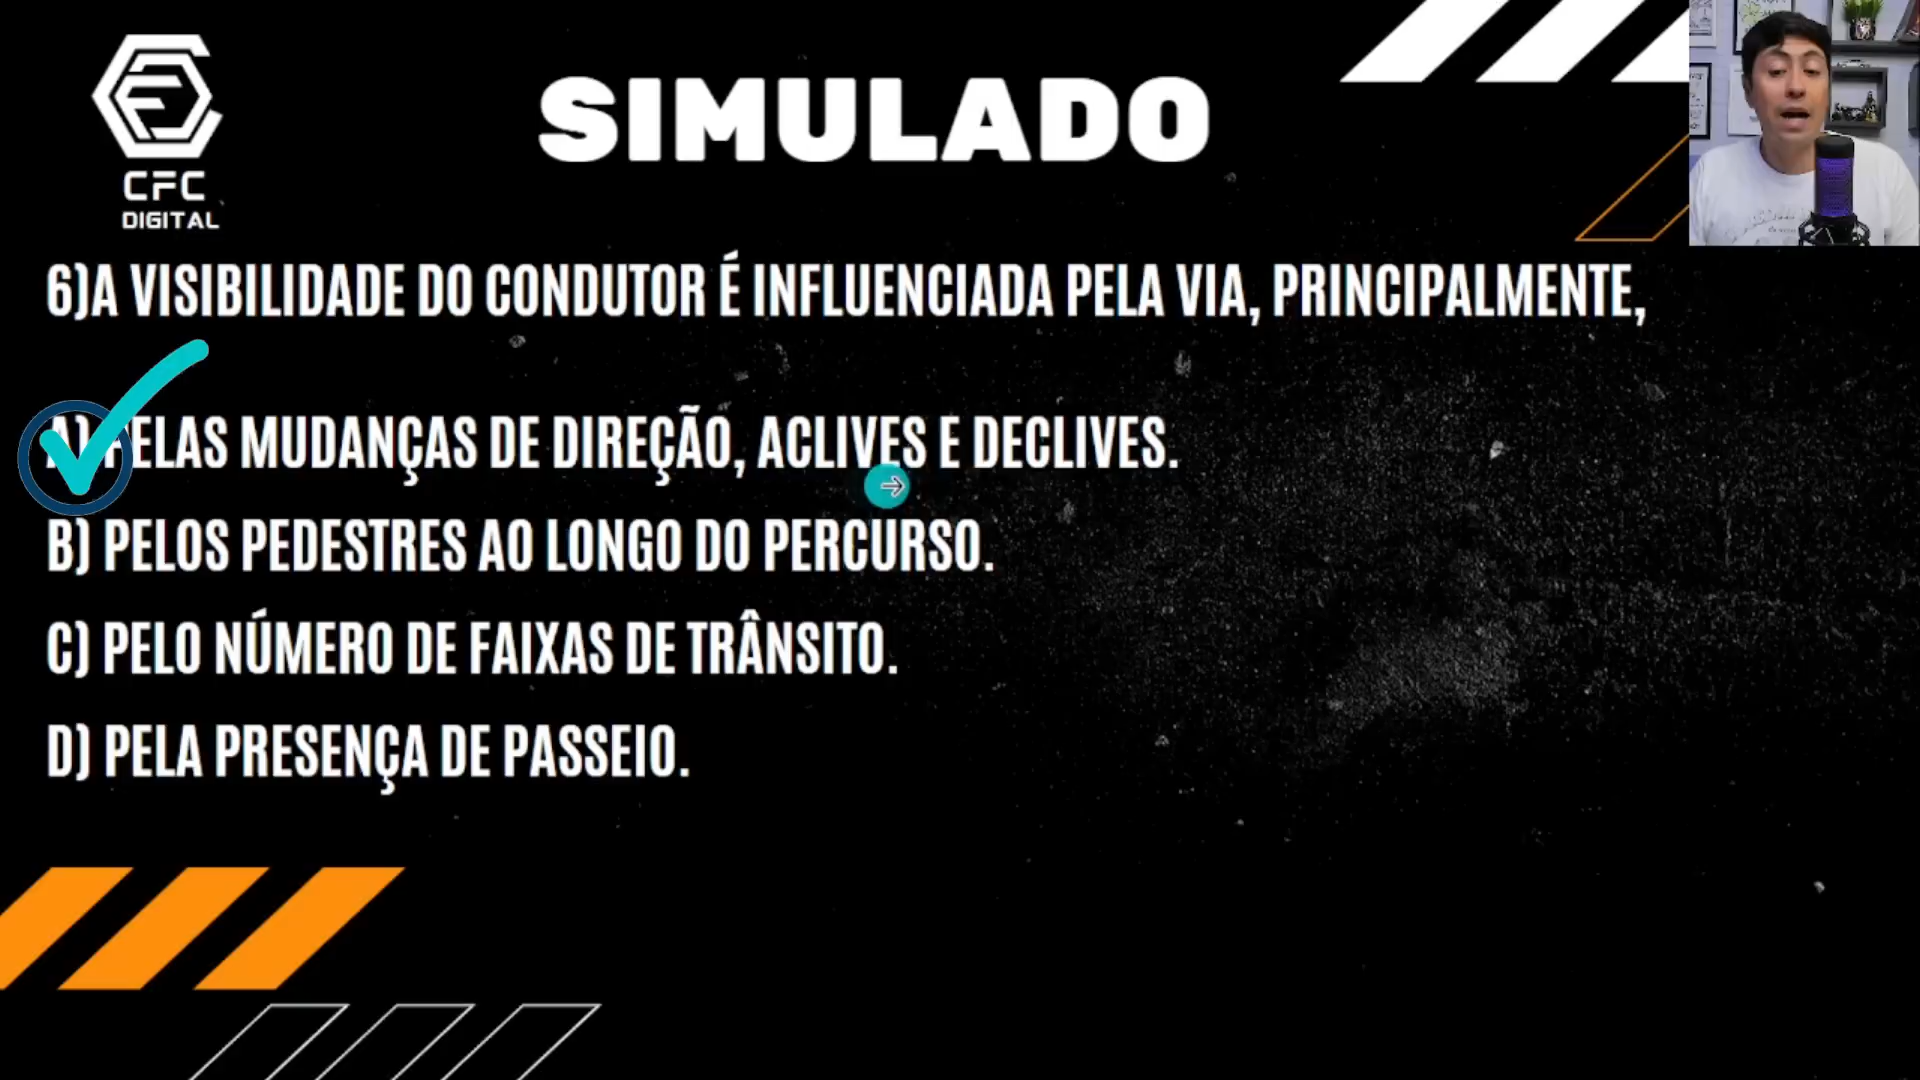 CFC
DIGITAL
SIMULADO
6)A VISIBILIDADE DO CONDUTOR É INFLUENCIADA PELA VIA, PRINCIPALMENTE,
A) PELAS MUDANÇAS DE DIREÇÃO, ACLIVES E DECLIVES.
B) PELOS PEDESTRES AO LONGO DO PERCURSO.
C) PELO NÚMERO DE FAIXAS DE TRÂNSITO.
D) PELA PRESENÇA DE PASSEIO.